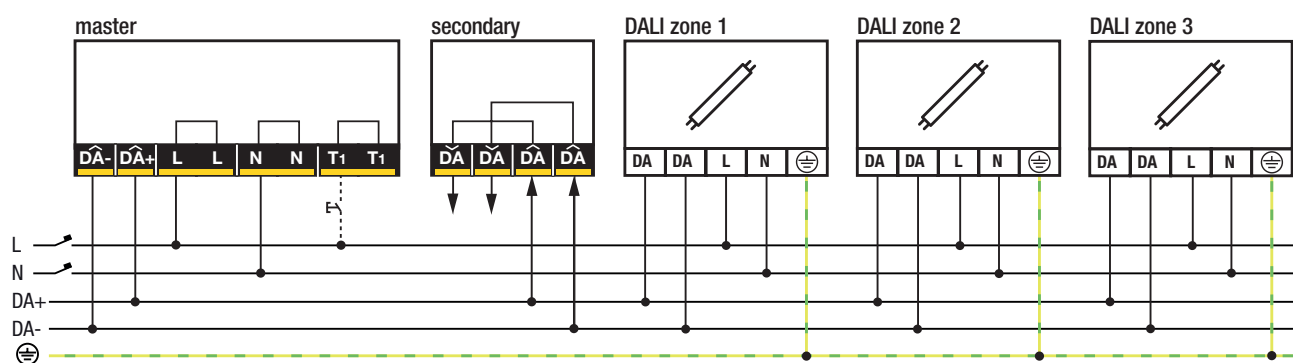 master secondary DALI zone 1 DALI zone 2 DALI zone 3
DA- DA+ L L N N T1 T1 DA DA DA DA DA DA L N DA DA L N DA DA L N
L
N
DA+
DA-